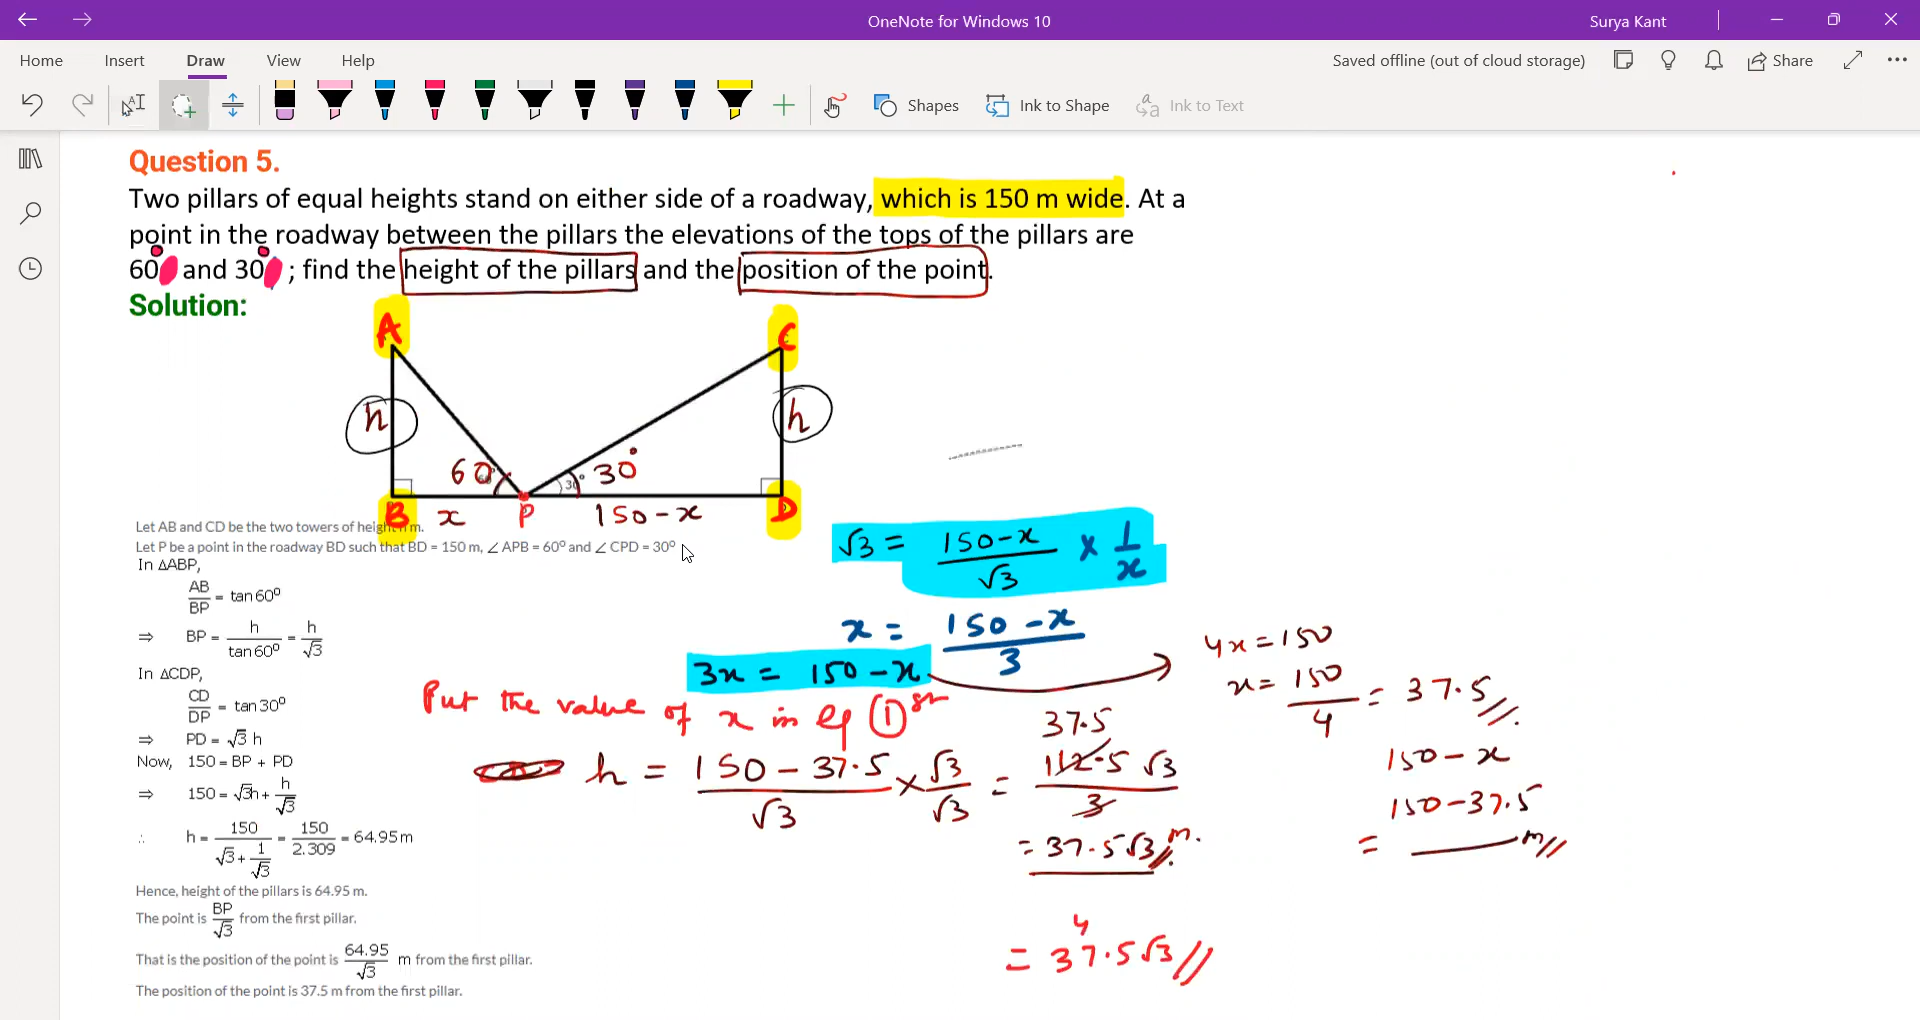 OneNote for Windows 10
Surya Kant
Home Insert Draw View Help
Saved offline (out of cloud storage)
Share
Shapes
Ink to Shape
Ink to Text
Question 5.
Two pillars of equal heights stand on either side of a roadway, which is 150 m wide. At a
point in the roadway between the pillars the elevations of the tops of the pillars are
60° and 30° ; find the height of the pillars and the position of the point.
Solution:
A C
h h
60° 30°
B x P 150-x D
Let AB and CD be the two towers of height h m.
Let P be a point in the roadway BD such that BD = 150 m, ∠ APB = 60° and ∠ CPD = 30°
In ΔABP,
AB/BP = tan60°
⇒ BP = h/tan60° = h/√3
In ΔCDP,
CD/DP = tan30°
⇒ PD = √3 h
Now, 150 = BP + PD
⇒ 150 = √3h + h/√3
∴ h = 150/(√3 + 1/√3) = 150/2.309 = 64.95m
Hence, height of the pillars is 64.95 m.
The point is BP/√3 from the first pillar.
That is the position of the point is 64.95/√3 m from the first pillar.
The position of the point is 37.5 m from the first pillar.
√3 = (150-x)/√3 × 1/x
x = (150-x)/3
3x = 150-x
4x = 150
x = 150/4 = 37.5
Put the value of x in eq (1)
h = (150-37.5)/√3 × √3/√3 = 112.5√3/3
37.5
= 37.5√3 m.
150-x
150-37.5
= m
4
= 37.5√3